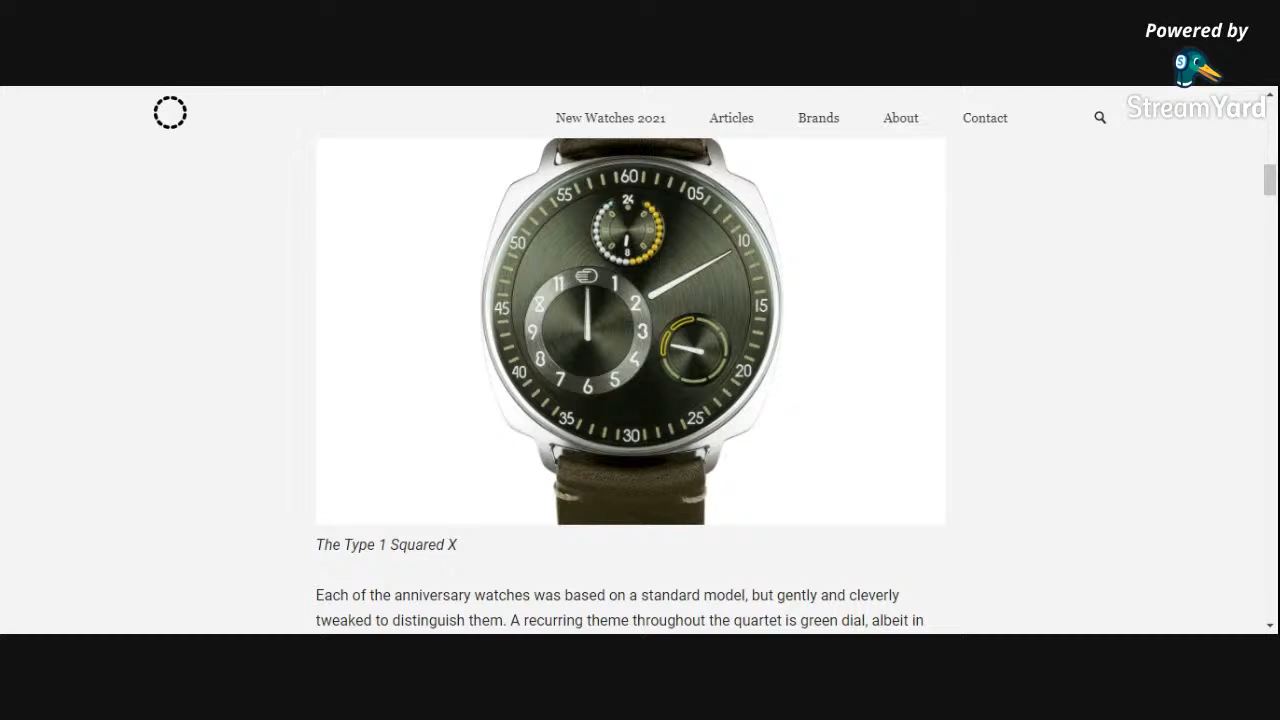 Powered by
StreamYard
New Watches 2021 Articles Brands About Contact
60
55 05
24
50 10
8
11 1
45 2 15
9 3
8 4
40 7 6 5 20
35 25
30
The Type 1 Squared X
Each of the anniversary watches was based on a standard model, but gently and cleverly
tweaked to distinguish them. A recurring theme throughout the quartet is green dial, albeit in